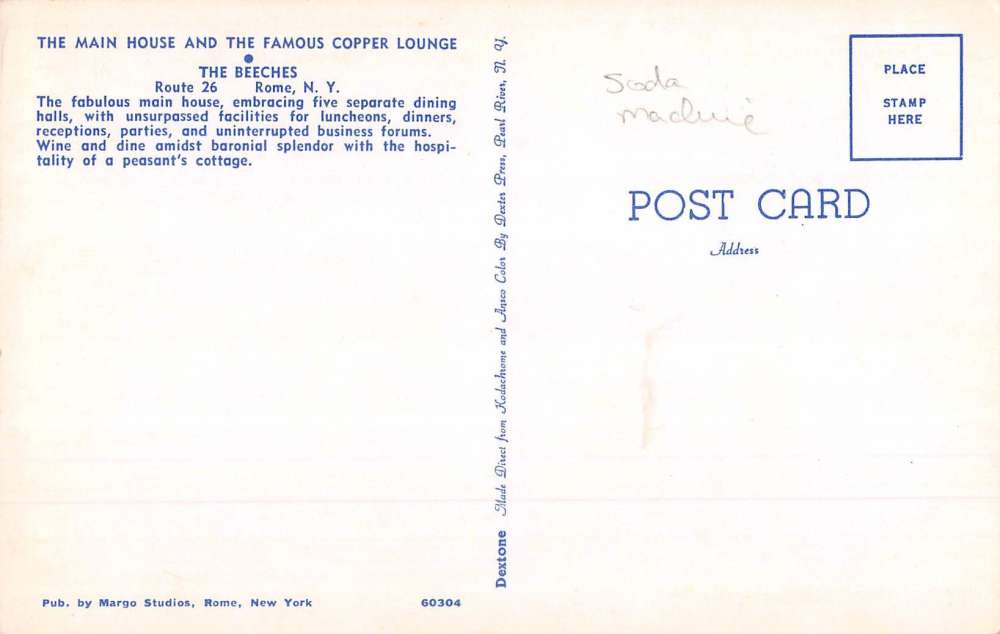 THE MAIN HOUSE AND THE FAMOUS COPPER LOUNGE
THE BEECHES
Route 26 Rome, N. Y.
The fabulous main house, embracing five separate dining
halls, with unsurpassed facilities for luncheons, dinners,
receptions, parties, and uninterrupted business forums.
Wine and dine amidst baronial splendor with the hospi-
tality of a peasant's cottage.
Pub. by Margo Studios, Rome, New York
60304
Dextone Made Direct from Kodachrome and Ansco Color By Dexter Press, Pearl River, N. Y.
soda
machine
PLACE
STAMP
HERE
POST CARD
Address